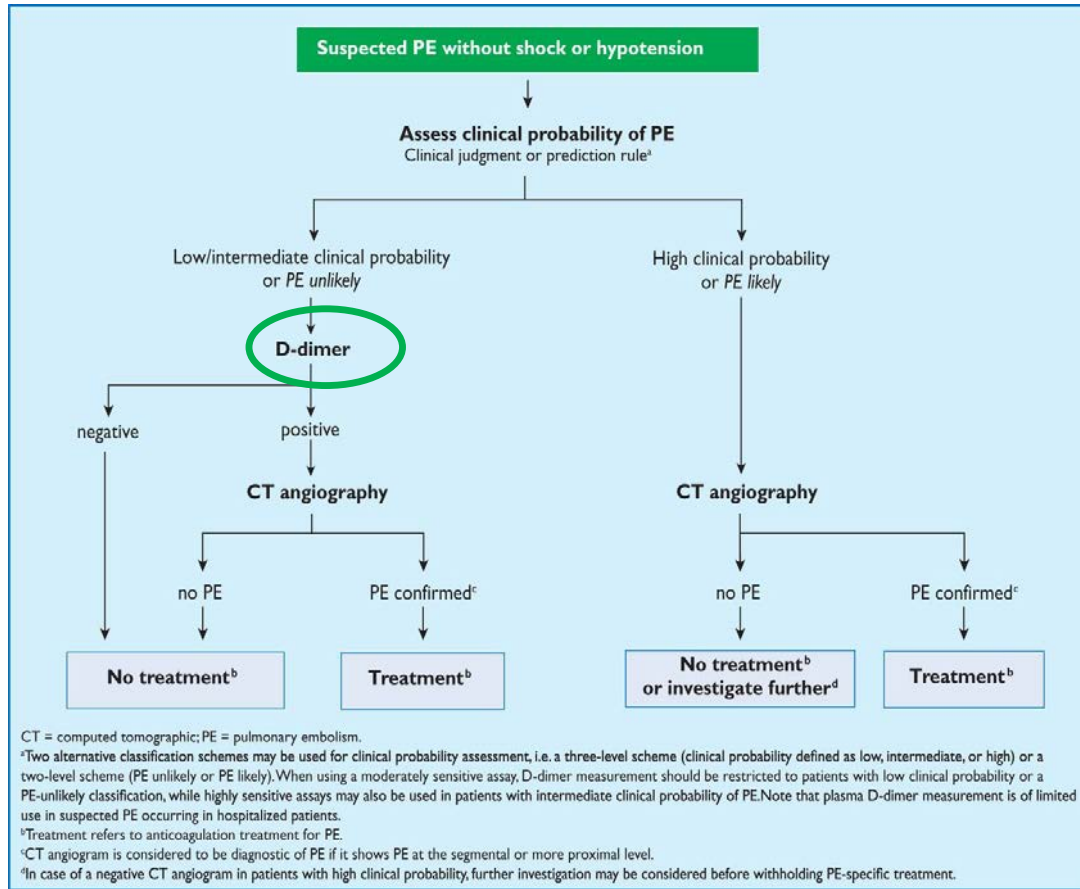 Suspected PE without shock or hypotension
Assess clinical probability of PE
Clinical judgment or prediction ruleᵃ
Low/intermediate clinical probability
or PE unlikely
High clinical probability
or PE likely
D-dimer
negative
positive
CT angiography
CT angiography
no PE
PE confirmedᶜ
no PE
PE confirmedᶜ
No treatmentᵇ
Treatmentᵇ
No treatmentᵇ
or investigate furtherᵈ
Treatmentᵇ
CT = computed tomographic; PE = pulmonary embolism.
ᵃTwo alternative classification schemes may be used for clinical probability assessment, i.e. a three-level scheme (clinical probability defined as low, intermediate, or high) or a
two-level scheme (PE unlikely or PE likely). When using a moderately sensitive assay, D-dimer measurement should be restricted to patients with low clinical probability or a
PE-unlikely classification, while highly sensitive assays may also be used in patients with intermediate clinical probability of PE. Note that plasma D-dimer measurement is of limited
use in suspected PE occurring in hospitalized patients.
ᵇTreatment refers to anticoagulation treatment for PE.
ᶜCT angiogram is considered to be diagnostic of PE if it shows PE at the segmental or more proximal level.
ᵈIn case of a negative CT angiogram in patients with high clinical probability, further investigation may be considered before withholding PE-specific treatment.